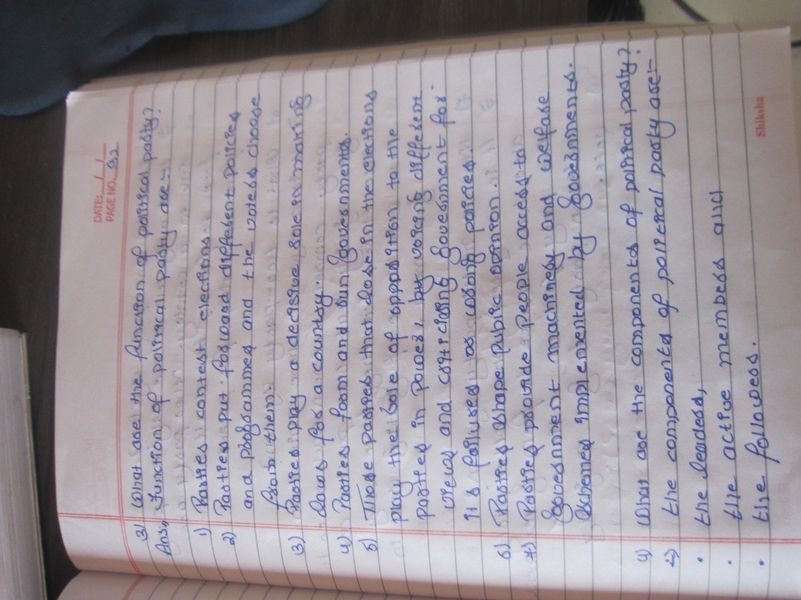 DATE: / /
PAGE NO. 92
3) What are the function of political party?
Ans, Function of political party are:-
1) Parties contest elections.
2) Parties put forward different policies
and programmes and the voters choose
from them.
3) Parties play a decisive role in making
laws for a country.
4) Parties form and run governments.
5) Those parties that lose in the elections
play the role of opposition to the
parties in power, by voicing different
views and criticising government for
its failures or wrong policies.
6) Parties shape public opinion.
7) Parties provide people access to
government machinery and welfare
schemes implemented by governments.
4) What are the components of political party?
the components of political party are:-
• the leaders,
• the active members and
• the followers.
Shiksha